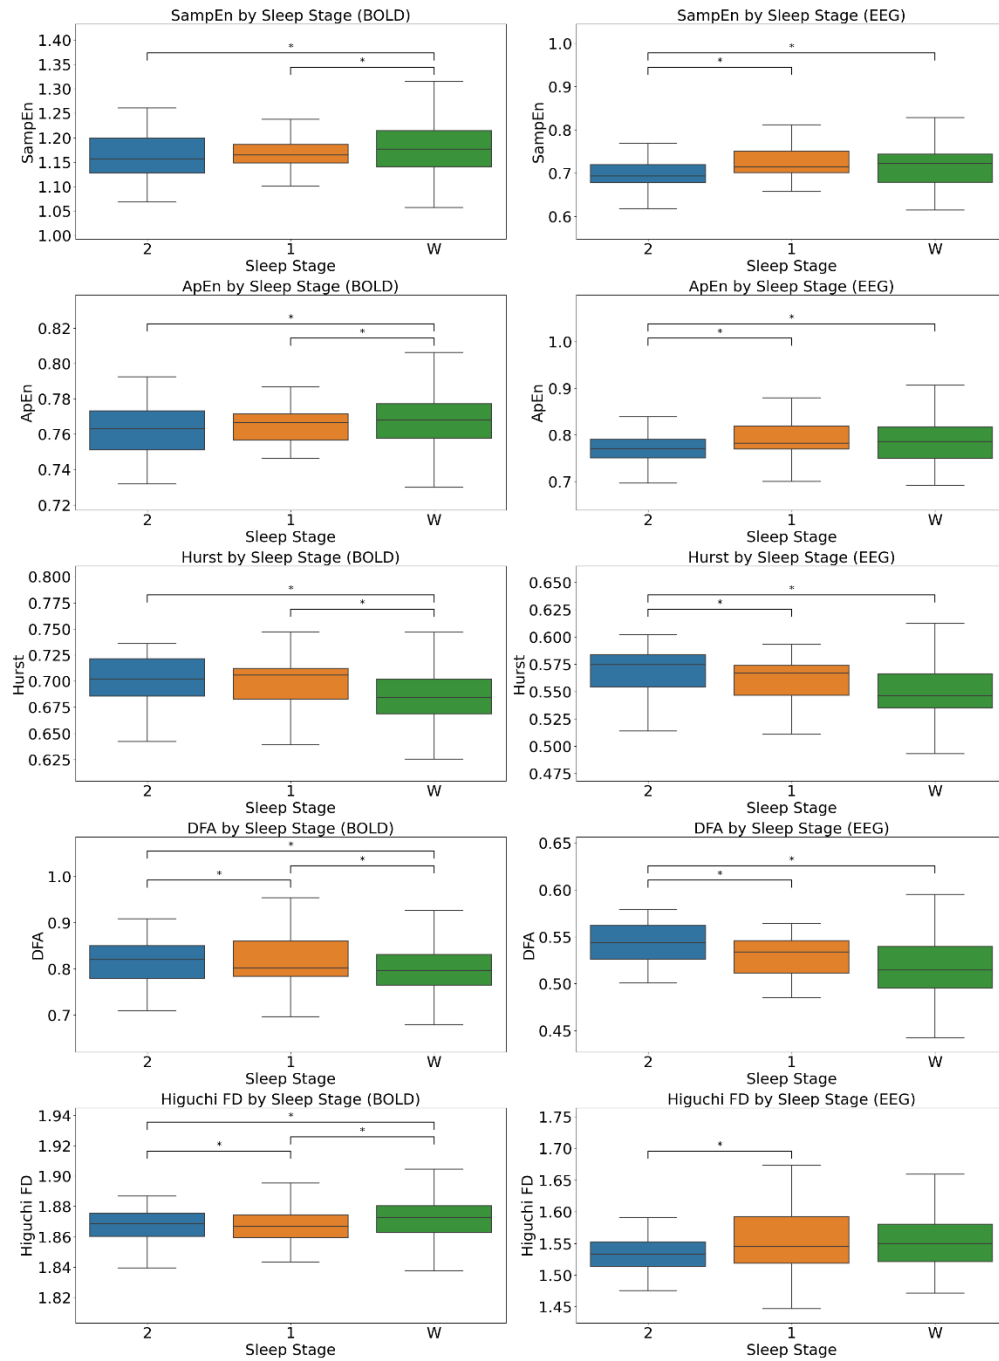 SampEn by Sleep Stage (BOLD)
SampEn
1.40
1.35
1.30
1.25
1.20
1.15
1.10
1.05
1.00
*
*
2 1 W
Sleep Stage
SampEn by Sleep Stage (EEG)
SampEn
1.0
0.9
0.8
0.7
0.6
*
*
2 1 W
Sleep Stage
ApEn by Sleep Stage (BOLD)
ApEn
0.82
0.80
0.78
0.76
0.74
0.72
*
*
2 1 W
Sleep Stage
ApEn by Sleep Stage (EEG)
ApEn
1.0
0.9
0.8
0.7
*
*
2 1 W
Sleep Stage
Hurst by Sleep Stage (BOLD)
Hurst
0.800
0.775
0.750
0.725
0.700
0.675
0.650
0.625
*
*
2 1 W
Sleep Stage
Hurst by Sleep Stage (EEG)
Hurst
0.650
0.625
0.600
0.575
0.550
0.525
0.500
0.475
*
*
2 1 W
Sleep Stage
DFA by Sleep Stage (BOLD)
DFA
1.0
0.9
0.8
0.7
*
*
*
2 1 W
Sleep Stage
DFA by Sleep Stage (EEG)
DFA
0.65
0.60
0.55
0.50
0.45
*
*
2 1 W
Sleep Stage
Higuchi FD by Sleep Stage (BOLD)
Higuchi FD
1.94
1.92
1.90
1.88
1.86
1.84
1.82
*
*
*
2 1 W
Sleep Stage
Higuchi FD by Sleep Stage (EEG)
Higuchi FD
1.75
1.70
1.65
1.60
1.55
1.50
1.45
*
2 1 W
Sleep Stage